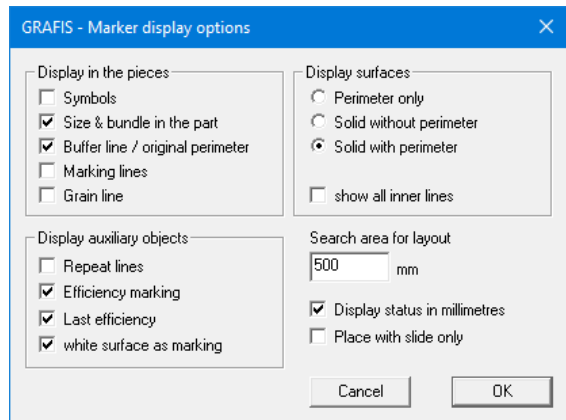 GRAFIS - Marker display options
Display in the pieces
Symbols
Size & bundle in the part
Buffer line / original perimeter
Marking lines
Grain line
Display surfaces
Perimeter only
Solid without perimeter
Solid with perimeter
show all inner lines
Display auxiliary objects
Repeat lines
Efficiency marking
Last efficiency
white surface as marking
Search area for layout
500 mm
Display status in millimetres
Place with slide only
Cancel OK